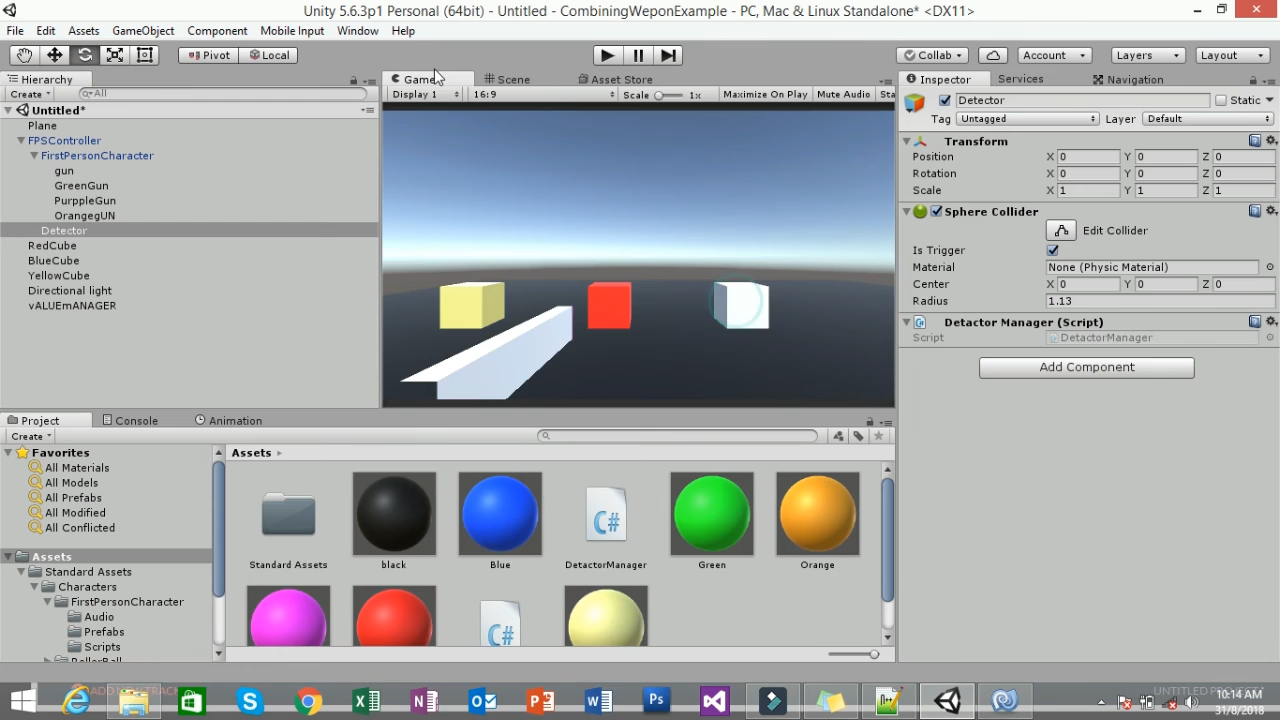 Unity 5.6.3p1 Personal (64bit) - Untitled - CombiningWeponExample - PC, Mac & Linux Standalone* <DX11>
File Edit Assets GameObject Component Mobile Input Window Help
Pivot Local Collab Account Layers Layout
Hierarchy
Create All
Untitled*
Plane
FPSController
FirstPersonCharacter
gun
GreenGun
PurppleGun
OrangegUN
Detector
RedCube
BlueCube
YellowCube
Directional light
vALUEmANAGER
Game Scene Asset Store
Display 1 16:9 Scale 1x Maximize On Play Mute Audio Sta
Inspector Services Navigation
Detector Static
Tag Untagged Layer Default
Transform
Position X 0 Y 0 Z 0
Rotation X 0 Y 0 Z 0
Scale X 1 Y 1 Z 1
Sphere Collider
Edit Collider
Is Trigger
Material None (Physic Material)
Center X 0 Y 0 Z 0
Radius 1.13
Detactor Manager (Script)
Script DetactorManager
Add Component
Project Console Animation
Create
Favorites
All Materials
All Models
All Prefabs
All Modified
All Conflicted
Assets
Standard Assets
Characters
FirstPersonCharacter
Audio
Prefabs
Scripts
RollerBall
Assets
C#
Standard Assets black Blue DetactorManager Green Orange
C#
10:14 AM
31/8/2018